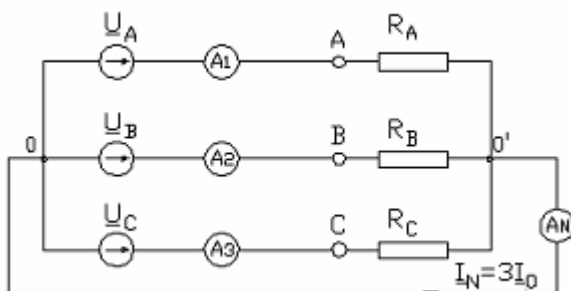 U_A A1 A R_A
0 U_B A2 B R_B 0'
U_C A3 C R_C AN
I_N=3I_0